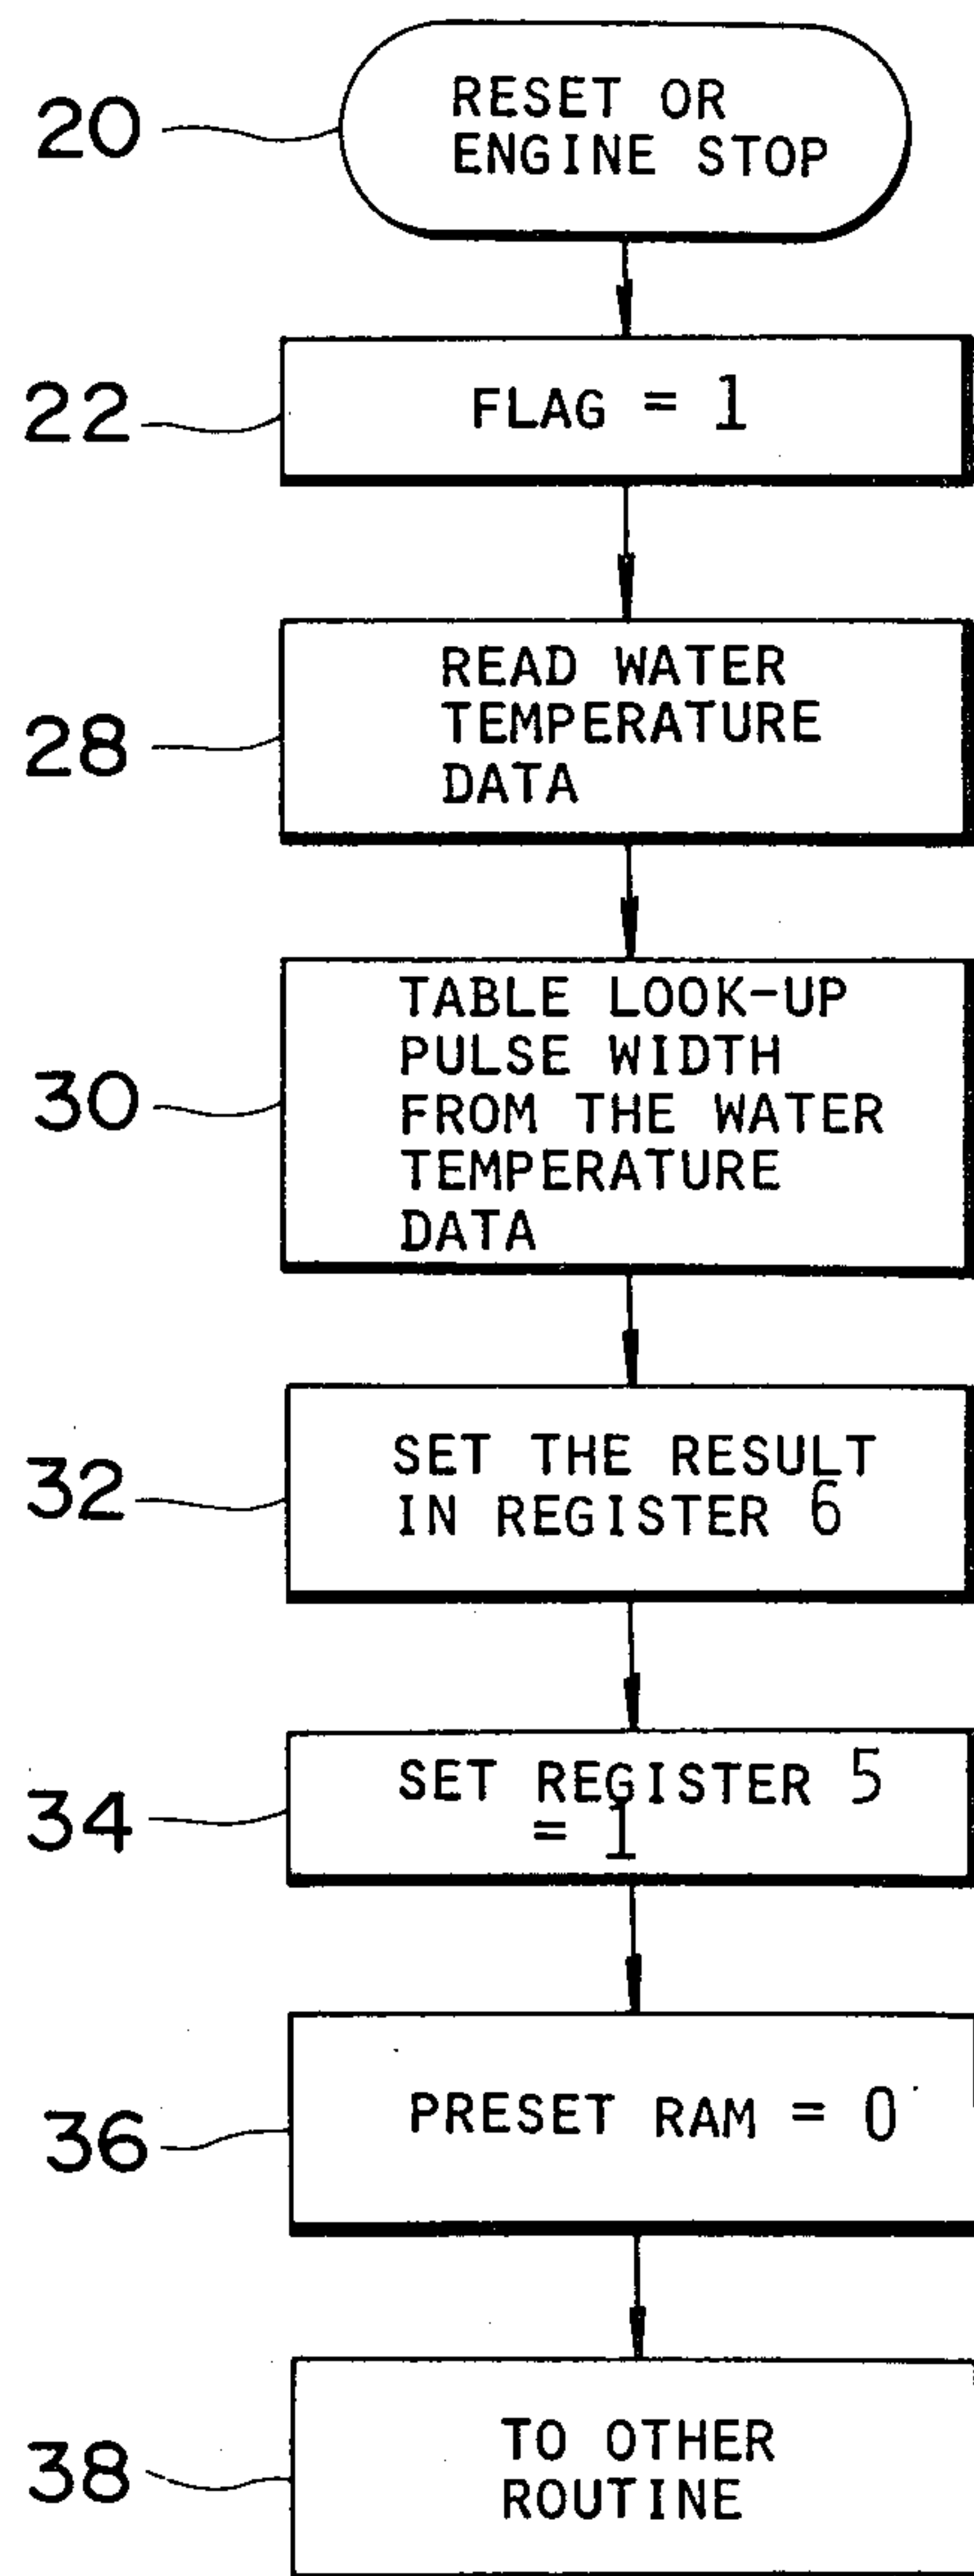 20
RESET OR
ENGINE STOP
22
FLAG = 1
28
READ WATER
TEMPERATURE
DATA
30
TABLE LOOK-UP
PULSE WIDTH
FROM THE WATER
TEMPERATURE
DATA
32
SET THE RESULT
IN REGISTER 6
34
SET REGISTER 5
= 1
36
PRESET RAM = 0
38
TO OTHER
ROUTINE